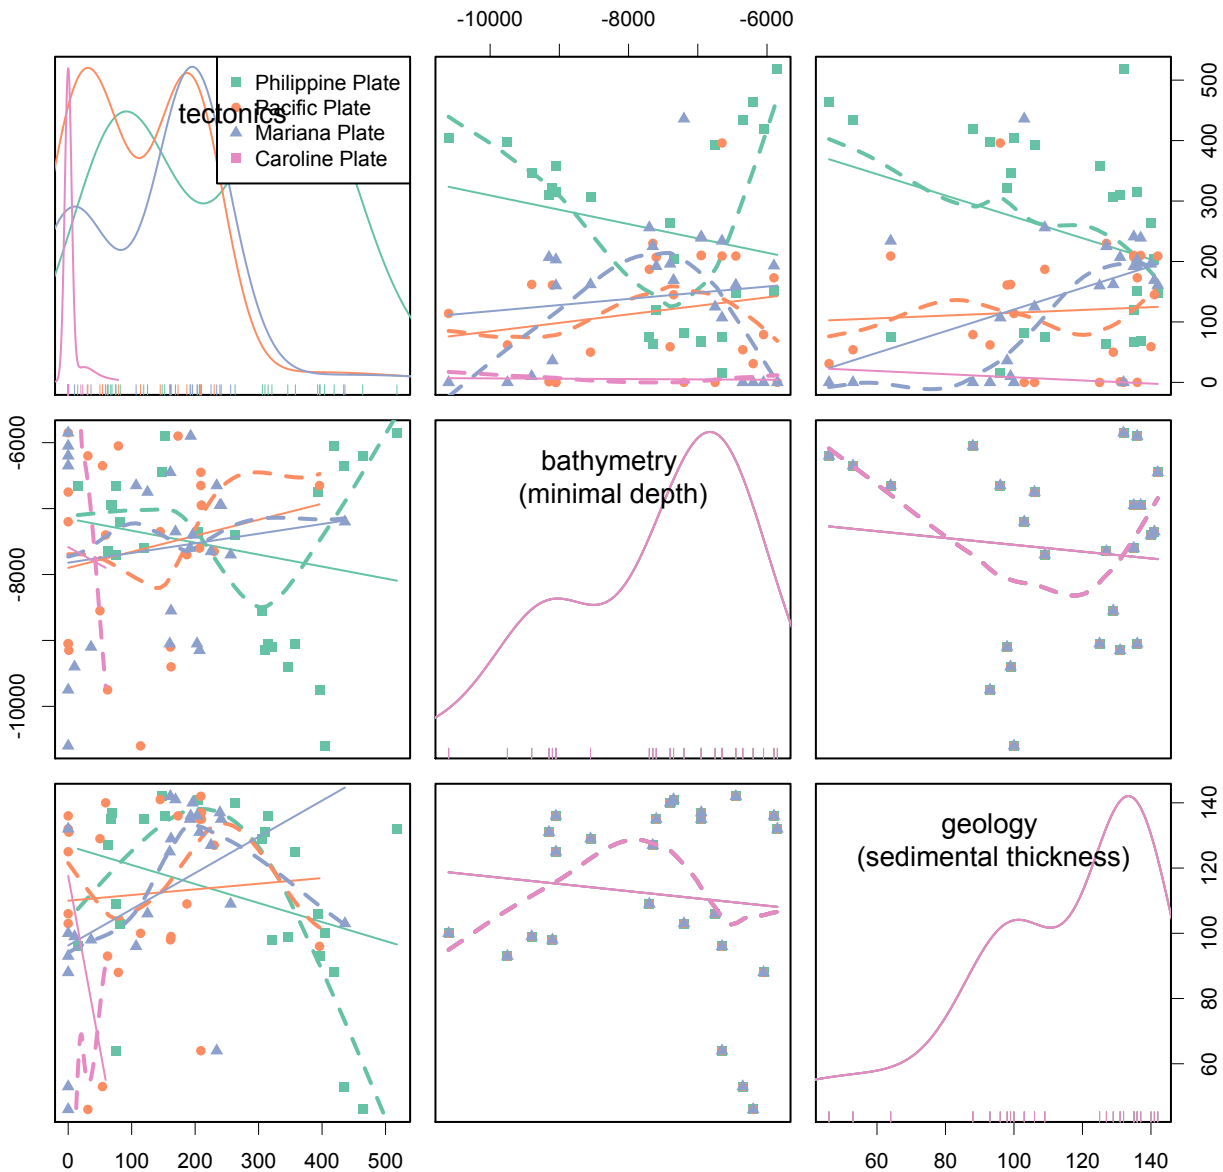 -10000 -8000 -6000
Philippine Plate
Pacific Plate
tectonics
Mariana Plate
Caroline Plate
500
400
300
200
100
0
-6000
-8000
-10000
bathymetry
(minimal depth)
geology
(sedimental thickness)
140
120
100
80
60
0 100 200 300 400 500
60 80 100 120 140